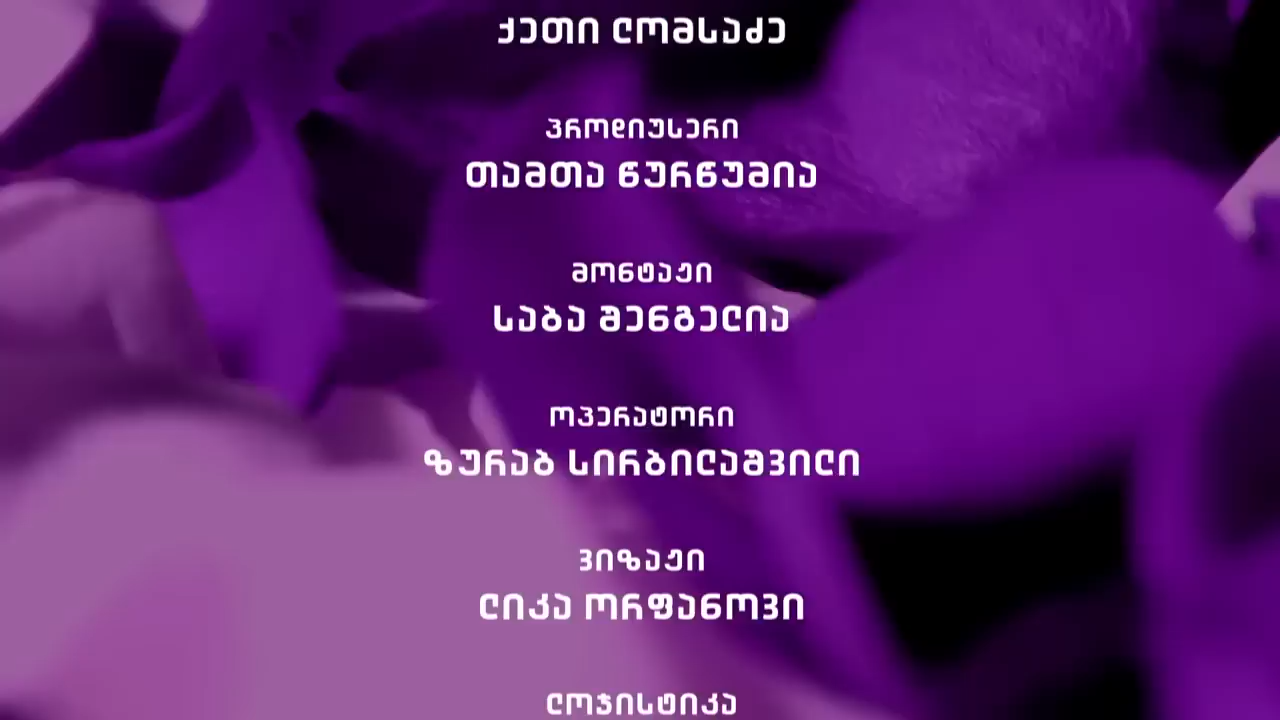 ქეთი ლომსაძე
პროდიუსერი
თამთა წურწუმია
მონტაჟი
საბა შენგელია
ოპერატორი
ზურაბ სირბილაშვილი
ვიზაჟი
ლიკა ორფანოვი
ლოჯისტიკა